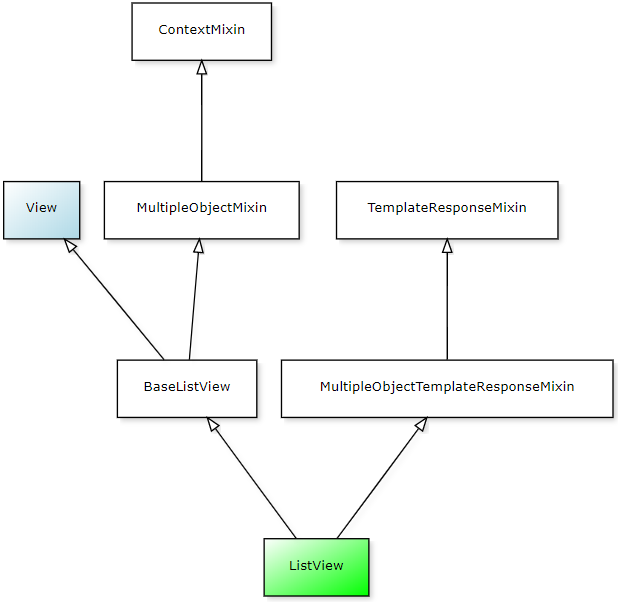 ContextMixin
View
MultipleObjectMixin
TemplateResponseMixin
BaseListView
MultipleObjectTemplateResponseMixin
ListView